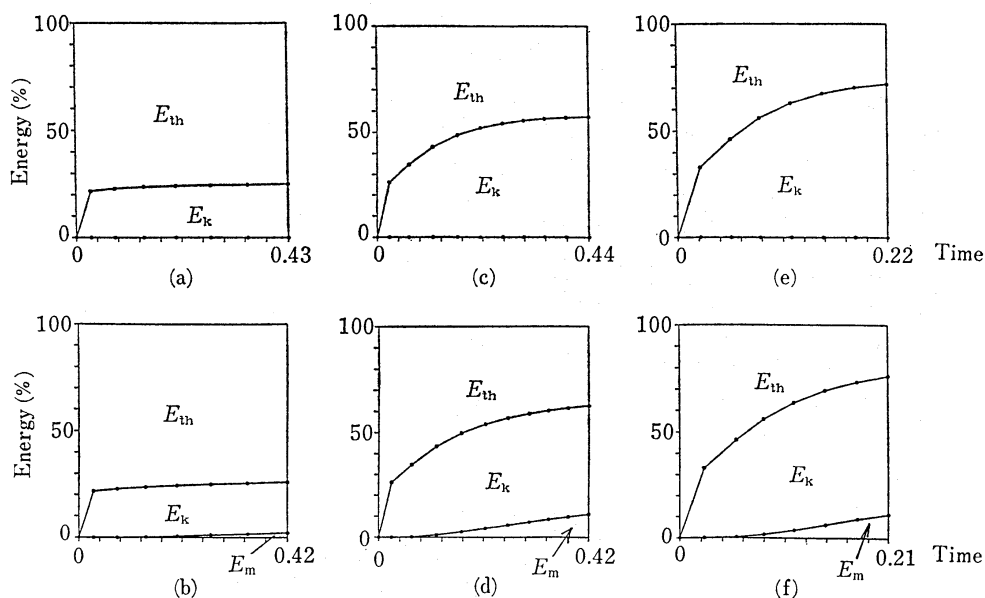 Energy (%)
100
50
0
E_th
E_k
0
0.43
(a)
100
50
0
E_th
E_k
0
0.44
(c)
100
50
0
E_th
E_k
0
0.22
Time
(e)
Energy (%)
100
50
0
E_th
E_k
E_m
0
0.42
(b)
100
50
0
E_th
E_k
E_m
0
0.42
(d)
100
50
0
E_th
E_k
E_m
0
0.21
Time
(f)